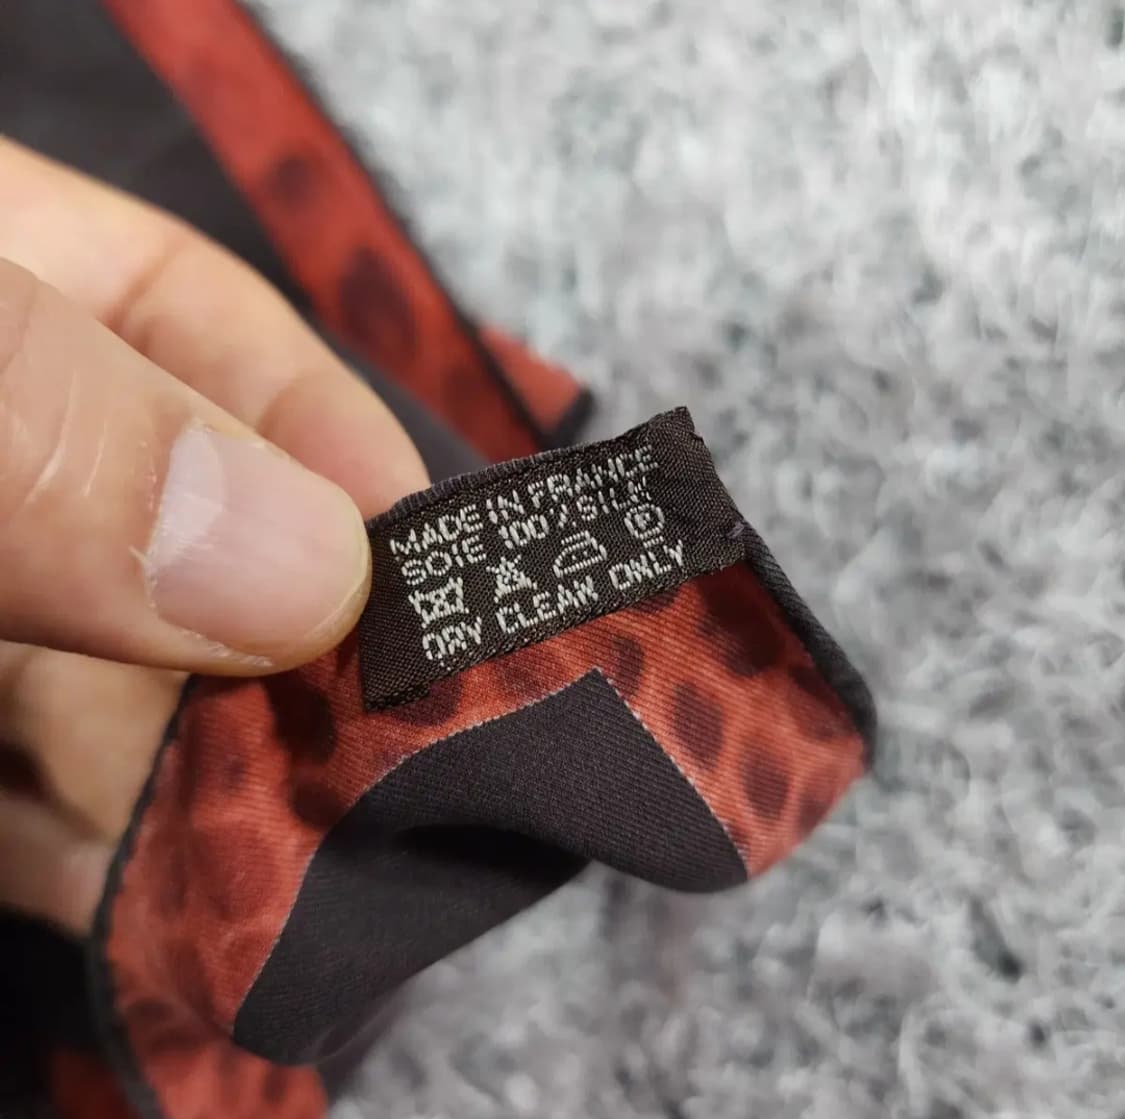 MADE IN FRANCE
SOIE 100% SILK
P
DRY CLEAN ONLY